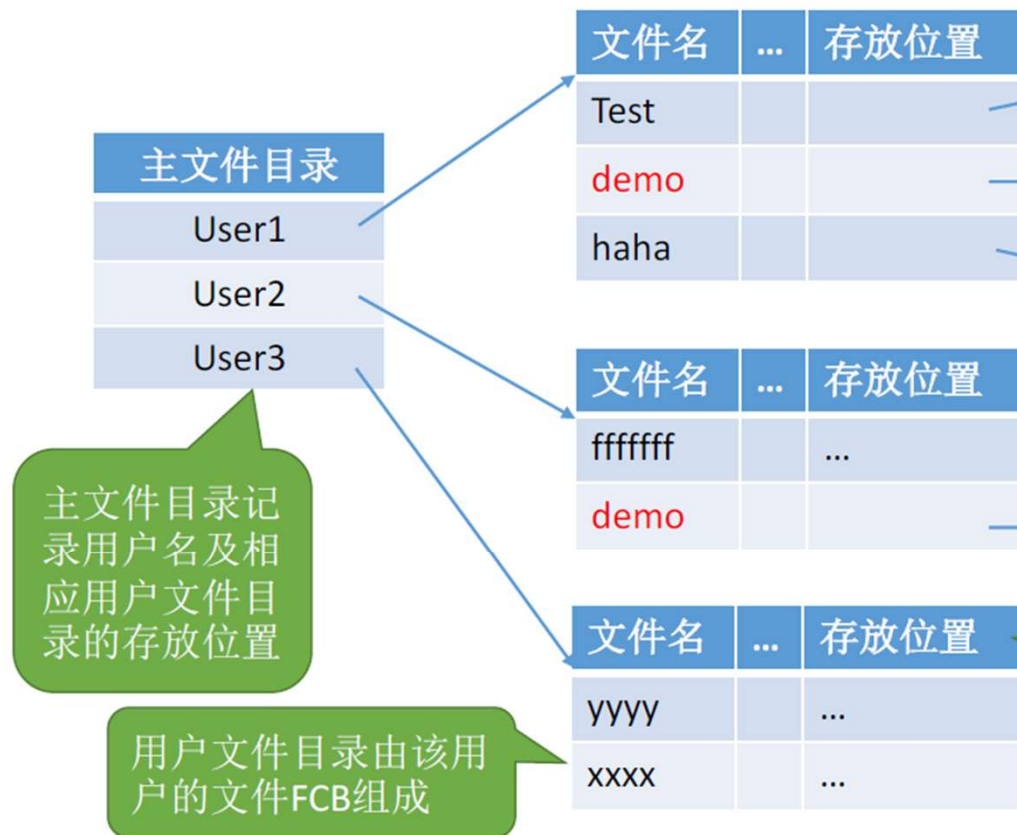 主文件目录
User1
User2
User3
主文件目录记
录用户名及相
应用户文件目
录的存放位置
文件名 ... 存放位置
Test
demo
haha
文件名 ... 存放位置
fffffff ...
demo
文件名 ... 存放位置
yyyy ...
xxxx ...
用户文件目录由该用
户的文件FCB组成